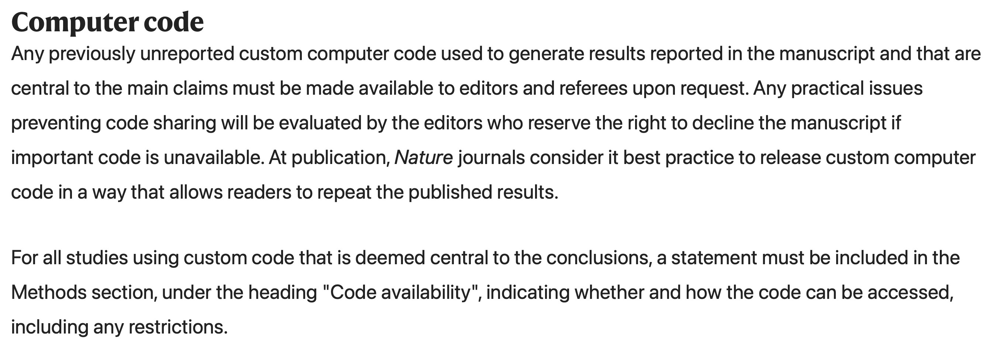 Computer code
Any previously unreported custom computer code used to generate results reported in the manuscript and that are
central to the main claims must be made available to editors and referees upon request. Any practical issues
preventing code sharing will be evaluated by the editors who reserve the right to decline the manuscript if
important code is unavailable. At publication, Nature journals consider it best practice to release custom computer
code in a way that allows readers to repeat the published results.
For all studies using custom code that is deemed central to the conclusions, a statement must be included in the
Methods section, under the heading "Code availability", indicating whether and how the code can be accessed,
including any restrictions.